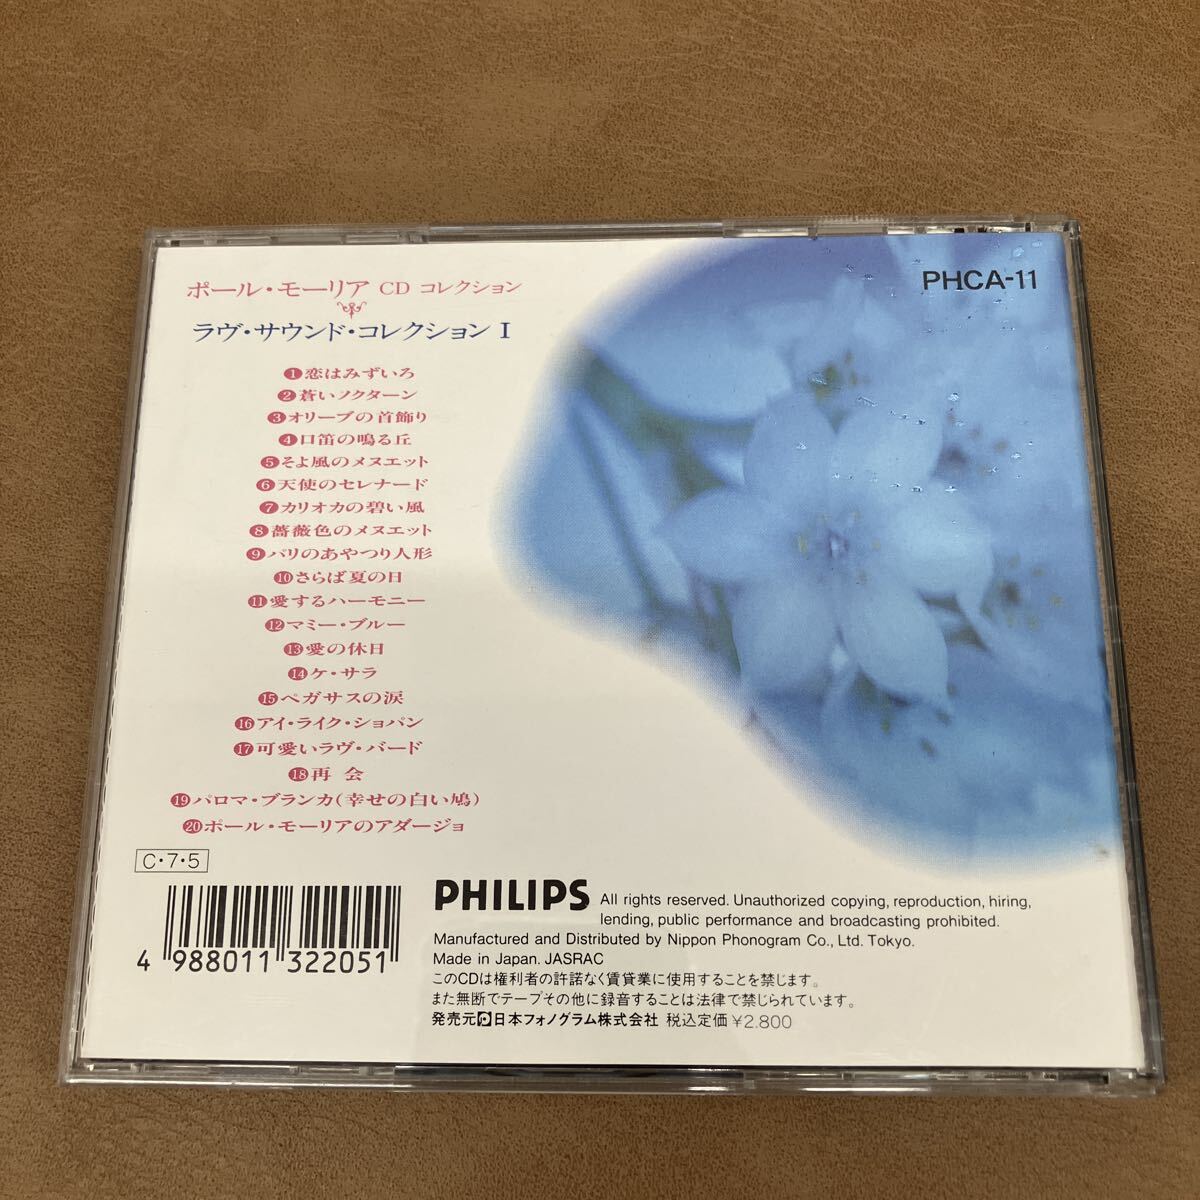 ポール・モーリア CD コレクション
ラヴ・サウンド・コレクション I
PHCA-11
1 恋はみずいろ
2 蒼いノクターン
3 オリーブの首飾り
4 口笛の鳴る丘
5 そよ風のメヌエット
6 天使のセレナード
7 カリオカの碧い風
8 薔薇色のメヌエット
9 パリのあやつり人形
10 さらば夏の日
11 愛するハーモニー
12 マミー・ブルー
13 愛の休日
14 ケ・サラ
15 ペガサスの涙
16 アイ・ライク・ショパン
17 可愛いラヴ・バード
18 再会
19 パロマ・ブランカ(幸せの白い鳩)
20 ポール・モーリアのアダージョ
C・7・5
4 988011 322051
PHILIPS
All rights reserved. Unauthorized copying, reproduction, hiring,
lending, public performance and broadcasting prohibited.
Manufactured and Distributed by Nippon Phonogram Co., Ltd. Tokyo.
Made in Japan. JASRAC
このCDは権利者の許諾なく賃貸業に使用することを禁じます。
また無断でテープその他に録音することは法律で禁じられています。
発売元 日本フォノグラム株式会社 税込定価 ¥2.800